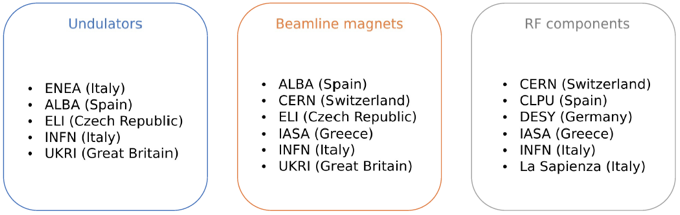 Undulators
• ENEA (Italy)
• ALBA (Spain)
• ELI (Czech Republic)
• INFN (Italy)
• UKRI (Great Britain)
Beamline magnets
• ALBA (Spain)
• CERN (Switzerland)
• ELI (Czech Republic)
• IASA (Greece)
• INFN (Italy)
• UKRI (Great Britain)
RF components
• CERN (Switzerland)
• CLPU (Spain)
• DESY (Germany)
• IASA (Greece)
• INFN (Italy)
• La Sapienza (Italy)